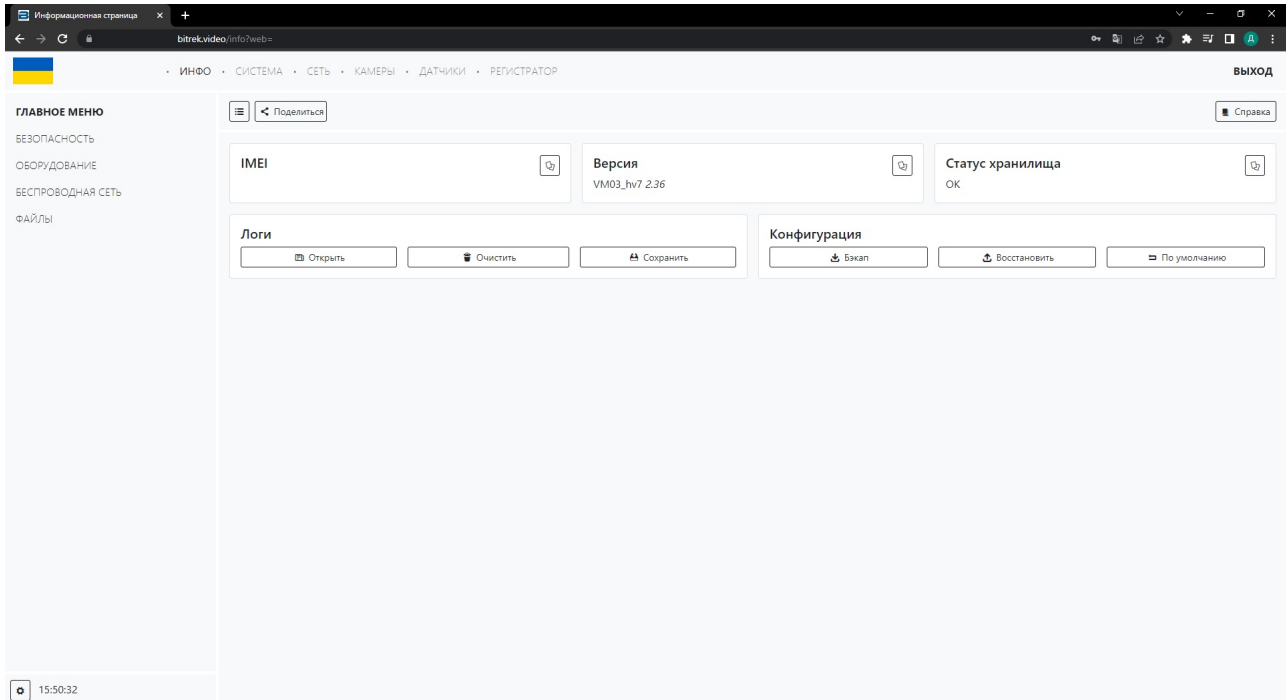 Информационная страница
bitrek.video/info?web=
Д
• ИНФО • СИСТЕМА • СЕТЬ • КАМЕРЫ • ДАТЧИКИ • РЕГИСТРАТОР
ВЫХОД
ГЛАВНОЕ МЕНЮ
БЕЗОПАСНОСТЬ
ОБОРУДОВАНИЕ
БЕСПРОВОДНАЯ СЕТЬ
ФАЙЛЫ
Поделиться
Справка
IMEI
Версия
VM03_hv7 2.36
Статус хранилища
OK
Логи
Открыть
Очистить
Сохранить
Конфигурация
Бэкап
Восстановить
По умолчанию
15:50:32